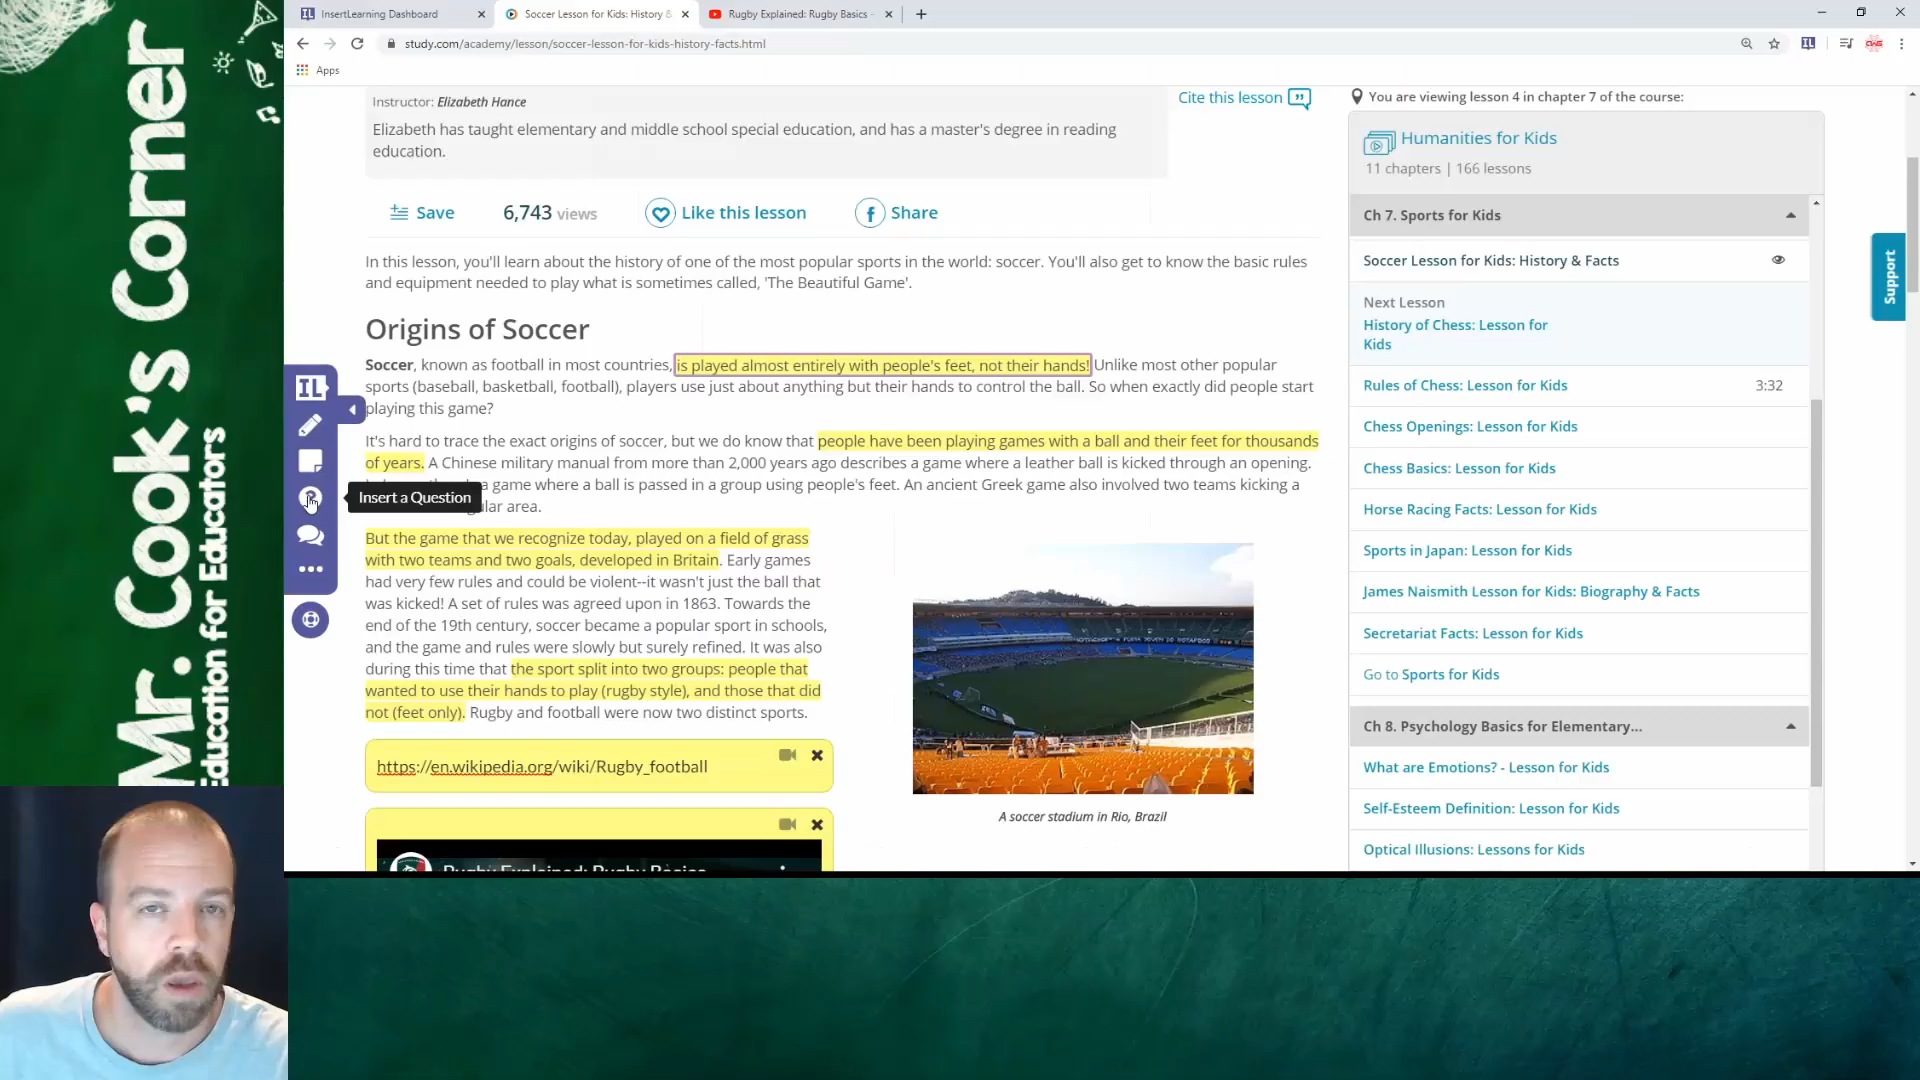 InsertLearning Dashboard
Soccer Lesson for Kids: History &
Rugby Explained: Rugby Basics -
study.com/academy/lesson/soccer-lesson-for-kids-history-facts.html
Apps
Mr. Cook's Corner
Education for Educators
Instructor: Elizabeth Hance
Elizabeth has taught elementary and middle school special education, and has a master's degree in reading
education.
Cite this lesson
Save
6,743 views
Like this lesson
Share
In this lesson, you'll learn about the history of one of the most popular sports in the world: soccer. You'll also get to know the basic rules
and equipment needed to play what is sometimes called, 'The Beautiful Game'.
Origins of Soccer
Soccer, known as football in most countries, is played almost entirely with people's feet, not their hands! Unlike most other popular
sports (baseball, basketball, football), players use just about anything but their hands to control the ball. So when exactly did people start
playing this game?
It's hard to trace the exact origins of soccer, but we do know that people have been playing games with a ball and their feet for thousands
of years. A Chinese military manual from more than 2,000 years ago describes a game where a leather ball is kicked through an opening.
a game where a ball is passed in a group using people's feet. An ancient Greek game also involved two teams kicking a
area.
IL
Insert a Question
But the game that we recognize today, played on a field of grass
with two teams and two goals, developed in Britain. Early games
had very few rules and could be violent--it wasn't just the ball that
was kicked! A set of rules was agreed upon in 1863. Towards the
end of the 19th century, soccer became a popular sport in schools,
and the game and rules were slowly but surely refined. It was also
during this time that the sport split into two groups: people that
wanted to use their hands to play (rugby style), and those that did
not (feet only). Rugby and football were now two distinct sports.
https://en.wikipedia.org/wiki/Rugby_football
Rugby Explained: Rugby Basics
A soccer stadium in Rio, Brazil
You are viewing lesson 4 in chapter 7 of the course:
Humanities for Kids
11 chapters | 166 lessons
Ch 7. Sports for Kids
Soccer Lesson for Kids: History & Facts
Next Lesson
History of Chess: Lesson for
Kids
Rules of Chess: Lesson for Kids 3:32
Chess Openings: Lesson for Kids
Chess Basics: Lesson for Kids
Horse Racing Facts: Lesson for Kids
Sports in Japan: Lesson for Kids
James Naismith Lesson for Kids: Biography & Facts
Secretariat Facts: Lesson for Kids
Go to Sports for Kids
Ch 8. Psychology Basics for Elementary...
What are Emotions? - Lesson for Kids
Self-Esteem Definition: Lesson for Kids
Optical Illusions: Lessons for Kids
Support